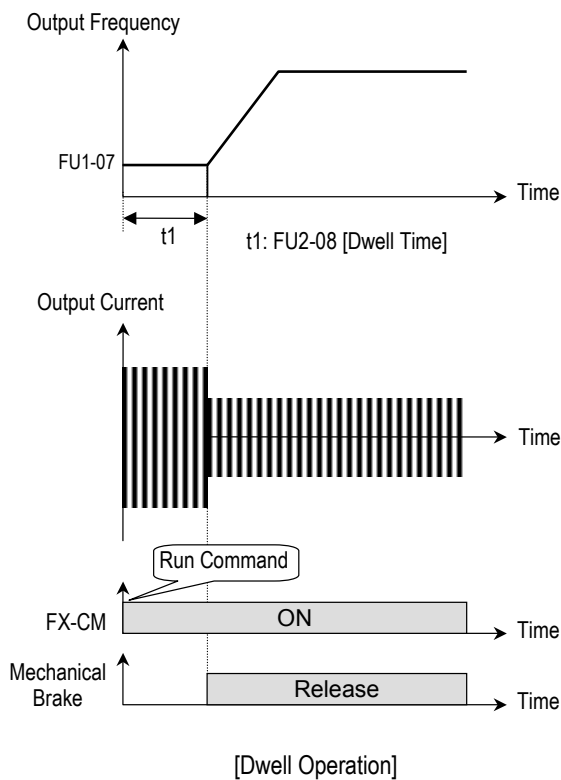 Output Frequency
FU1-07
Time
t1
t1: FU2-08 [Dwell Time]
Output Current
Time
Run Command
FX-CM
ON
Time
Mechanical
Brake
Release
Time
[Dwell Operation]